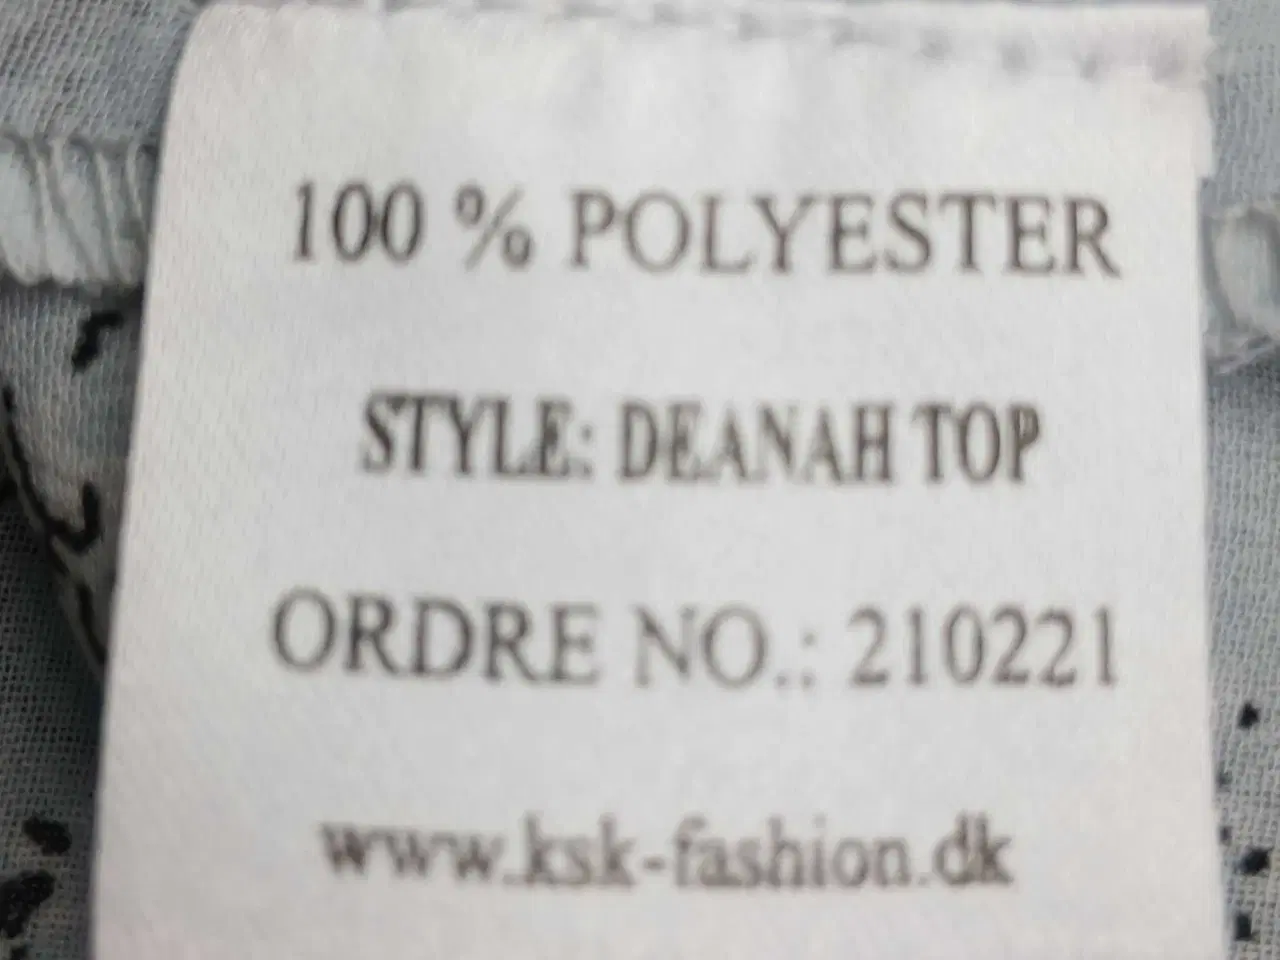 100 % POLYESTER
STYLE: DEANAH TOP
ORDRE NO.: 210221
www.ksk-fashion.dk